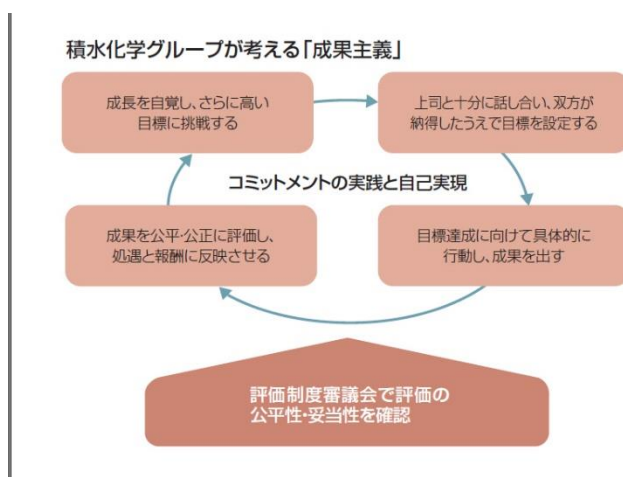 積水化学グループが考える「成果主義」
成長を自覚し、さらに高い
目標に挑戦する
上司と十分に話し合い、双方が
納得したうえで目標を設定する
コミットメントの実践と自己実現
成果を公平・公正に評価し、
処遇と報酬に反映させる
目標達成に向けて具体的に
行動し、成果を出す
評価制度審議会で評価の
公平性・妥当性を確認